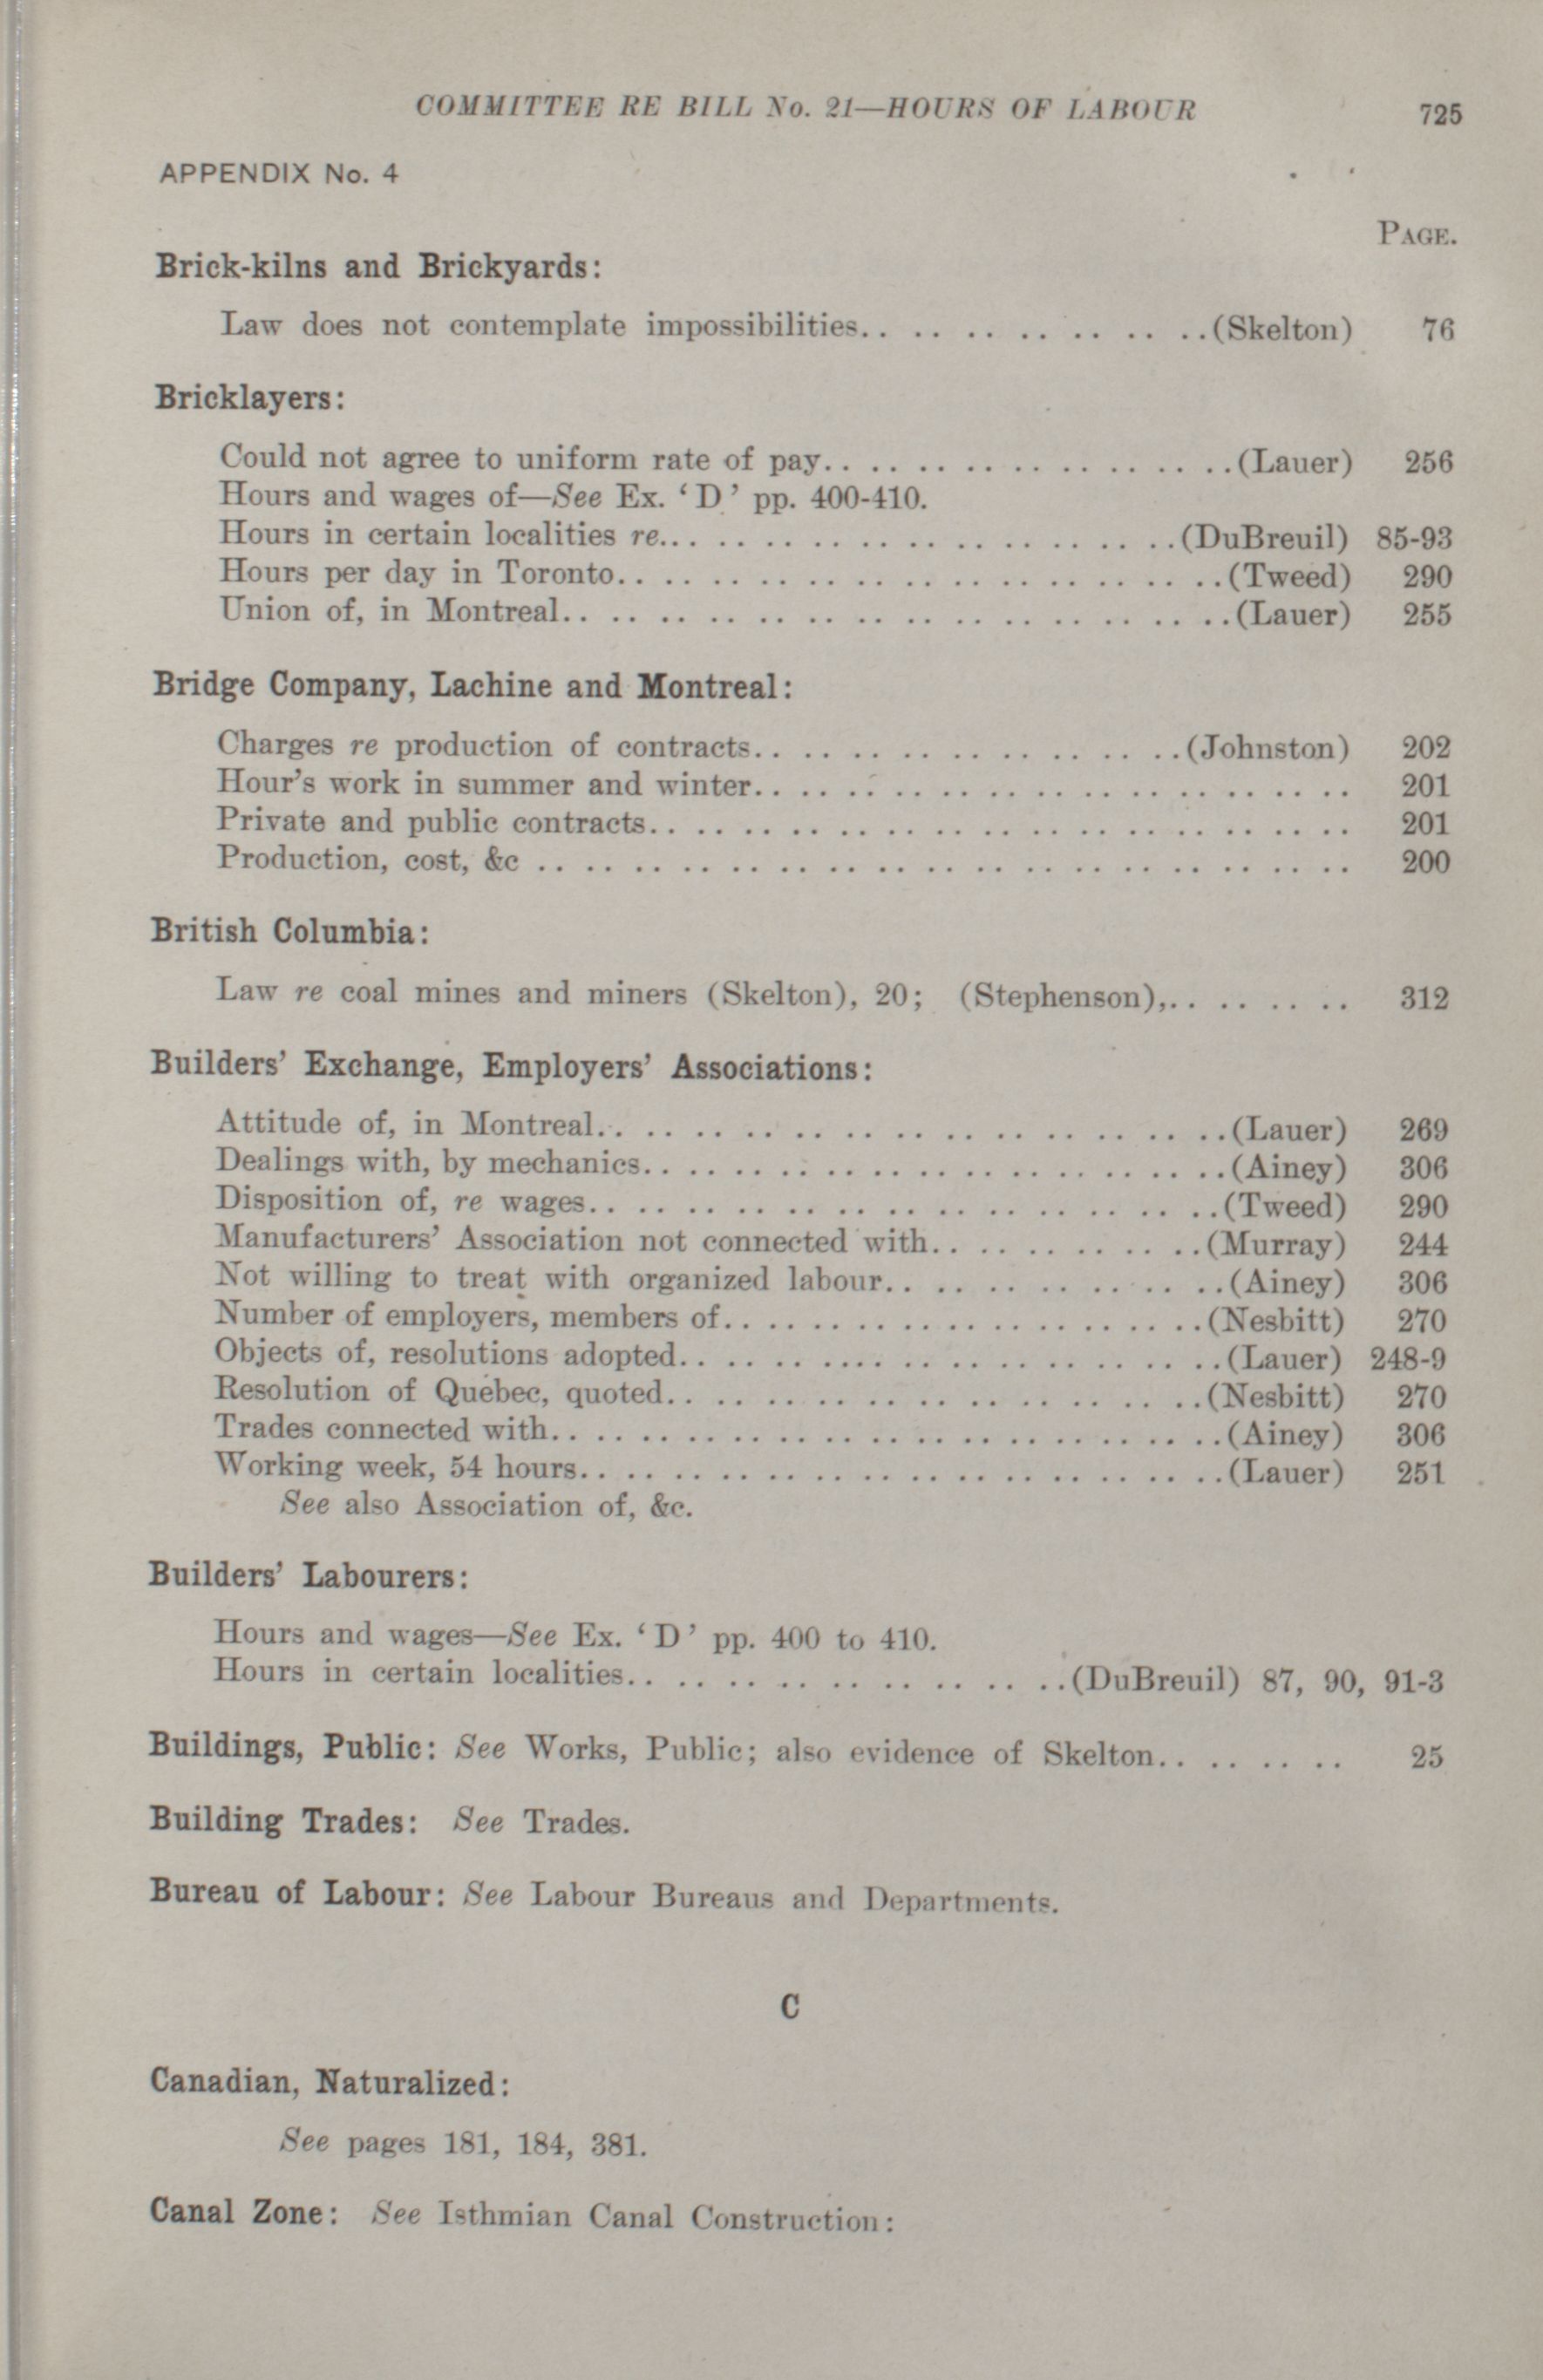 COMMITTEE RE BILL No. 21—HOURS OF LABOUR 725
APPENDIX No. 4
PAGE.
Brick-kilns and Brickyards:
Law does not contemplate impossibilities.. .. .. .. .. .. ..(Skelton) 76
Bricklayers:
Could not agree to uniform rate of pay.. .. .. .. .. .. .. .. ..(Lauer) 256
Hours and wages of—See Ex. ‘D’ pp. 400-410.
Hours in certain localities re.. .. .. .. .. .. .. .. .. .. ..(DuBreuil) 85-93
Hours per day in Toronto.. .. .. .. .. .. .. .. .. .. .. .. ..(Tweed) 290
Union of, in Montreal.. .. .. .. .. .. .. .. .. .. .. .. .. ..(Lauer) 255
Bridge Company, Lachine and Montreal:
Charges re production of contracts.. .. .. .. .. .. .. .. ..(Johnston) 202
Hour’s work in summer and winter.. .. .. .. .. .. .. .. .. .. .. .. .. 201
Private and public contracts.. .. .. .. .. .. .. .. .. .. .. .. .. .. .. 201
Production, cost, &c .. .. .. .. .. .. .. .. .. .. .. .. .. .. .. .. .. 200
British Columbia:
Law re coal mines and miners (Skelton), 20; (Stephenson),.. .. .. .. 312
Builders’ Exchange, Employers’ Associations:
Attitude of, in Montreal.. .. .. .. .. .. .. .. .. .. .. .. ..(Lauer) 269
Dealings with, by mechanics.. .. .. .. .. .. .. .. .. .. .. ..(Ainey) 306
Disposition of, re wages.. .. .. .. .. .. .. .. .. .. .. .. ..(Tweed) 290
Manufacturers’ Association not connected with.. .. .. .. .. ..(Murray) 244
Not willing to treat with organized labour.. .. .. .. .. .. ..(Ainey) 306
Number of employers, members of.. .. .. .. .. .. .. .. .. ..(Nesbitt) 270
Objects of, resolutions adopted.. .. .. .. .. .. .. .. .. .. ..(Lauer) 248-9
Resolution of Quebec, quoted.. .. .. .. .. .. .. .. .. .. ..(Nesbitt) 270
Trades connected with.. .. .. .. .. .. .. .. .. .. .. .. .. ..(Ainey) 306
Working week, 54 hours.. .. .. .. .. .. .. .. .. .. .. .. .. ..(Lauer) 251
See also Association of, &c.
Builders’ Labourers:
Hours and wages—See Ex. ‘D’ pp. 400 to 410.
Hours in certain localities.. .. .. .. .. .. .. .. ..(DuBreuil) 87, 90, 91-3
Buildings, Public: See Works, Public; also evidence of Skelton.. .. .. .. 25
Building Trades: See Trades.
Bureau of Labour: See Labour Bureaus and Departments.
C
Canadian, Naturalized:
See pages 181, 184, 381.
Canal Zone: See Isthmian Canal Construction: